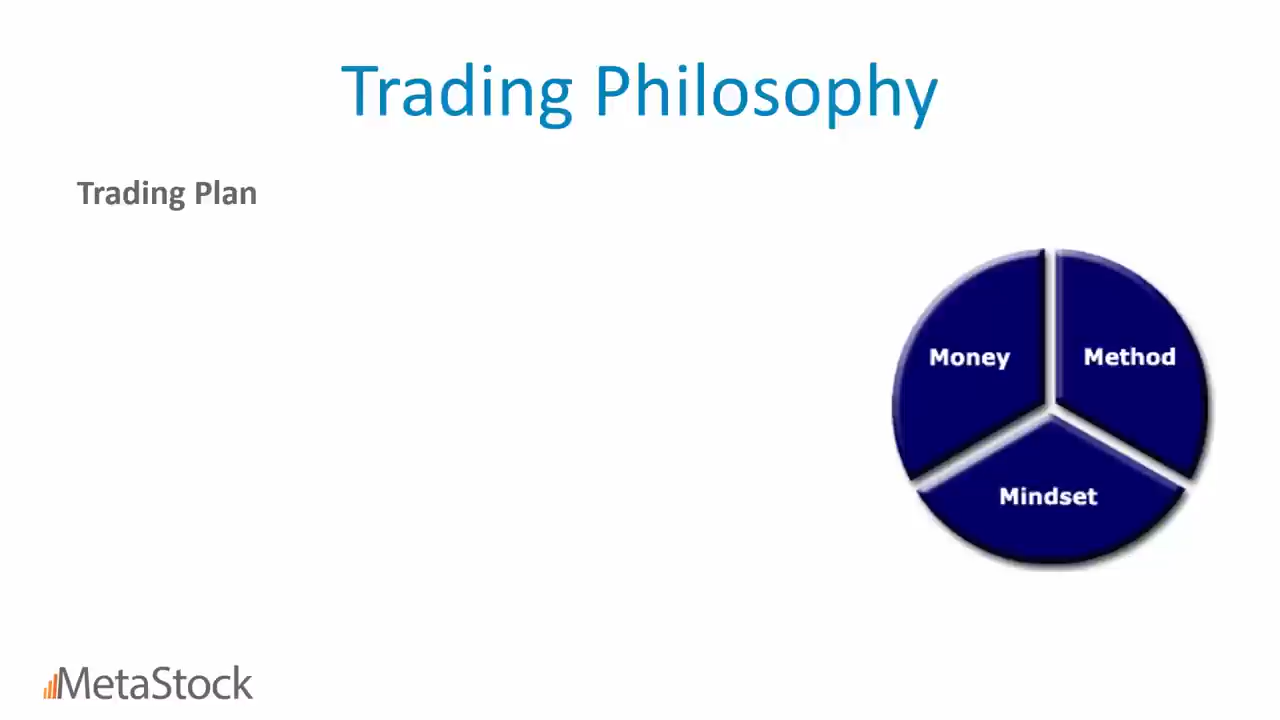 Trading Philosophy
Trading Plan
Money
Method
Mindset
MetaStock